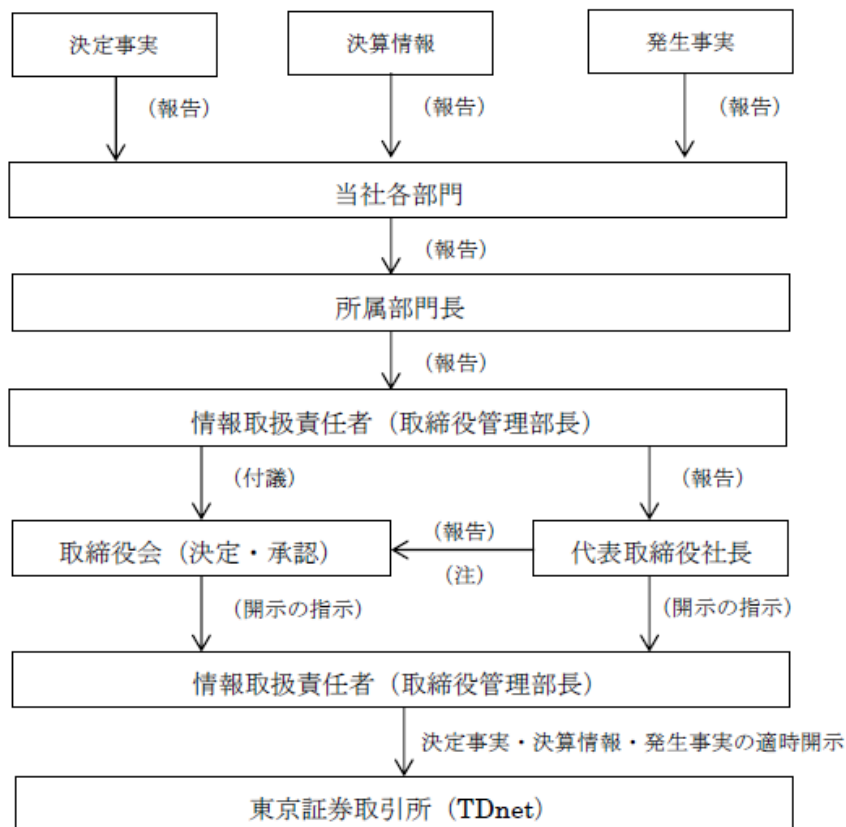 決定事実
決算情報
発生事実
(報告)
(報告)
(報告)
当社各部門
(報告)
所属部門長
(報告)
情報取扱責任者(取締役管理部長)
(付議)
(報告)
取締役会(決定・承認)
(報告)
(注)
代表取締役社長
(開示の指示)
(開示の指示)
情報取扱責任者(取締役管理部長)
決定事実・決算情報・発生事実の適時開示
東京証券取引所(TDnet)